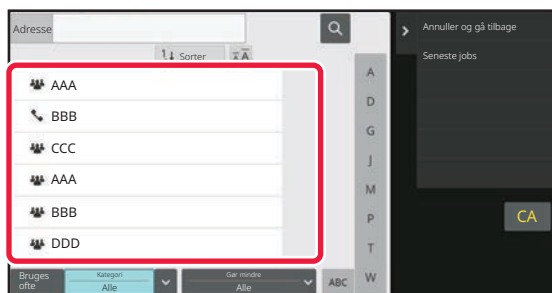 Adresse
Annuller og gå tilbage
Seneste jobs
Sorter
AAA
BBB
CCC
AAA
BBB
DDD
A
D
G
J
M
P
T
W
CA
Bruges ofte
Kategori
Alle
Gør mindre
Alle
ABC